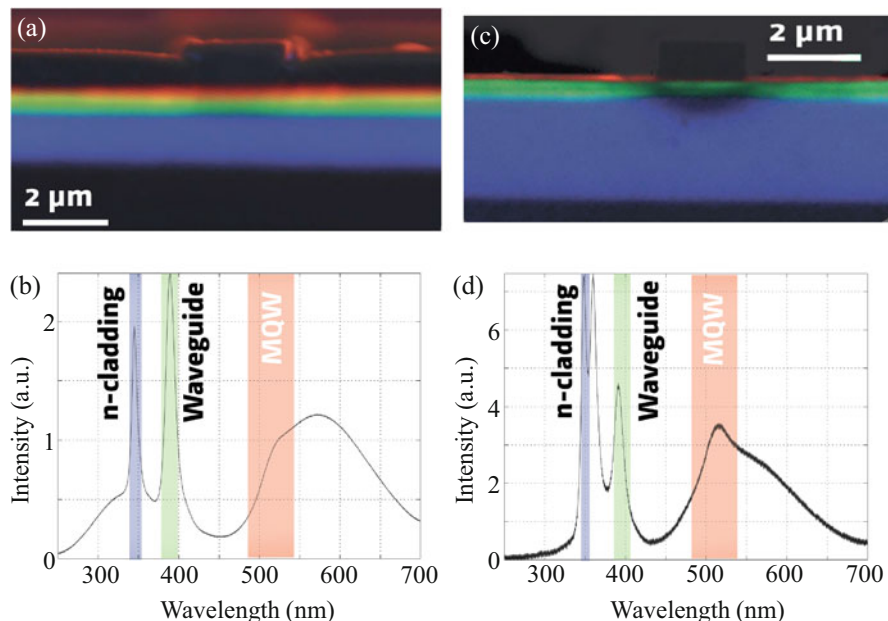 (a)
2 µm
(c)
2 µm
(b)
n-cladding
Waveguide
MQW
2
1
0
Intensity (a.u.)
300 400 500 600 700
Wavelength (nm)
(d)
n-cladding
Waveguide
MQW
6
4
2
0
Intensity (a.u.)
300 400 500 600 700
Wavelength (nm)